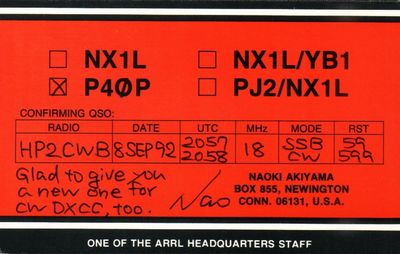 ☐ NX1L ☐ NX1L/YB1
☒ P4ØP ☐ PJ2/NX1L
CONFIRMING QSO:
RADIO DATE UTC MHz MODE RST
HP2CWB 8SEP92 2057 18 SSB 59
2058 CW 599
Glad to give you
a new one for
CW DXCC, too.
Nao
NAOKI AKIYAMA
BOX 855, NEWINGTON
CONN. 06131, U.S.A.
ONE OF THE ARRL HEADQUARTERS STAFF